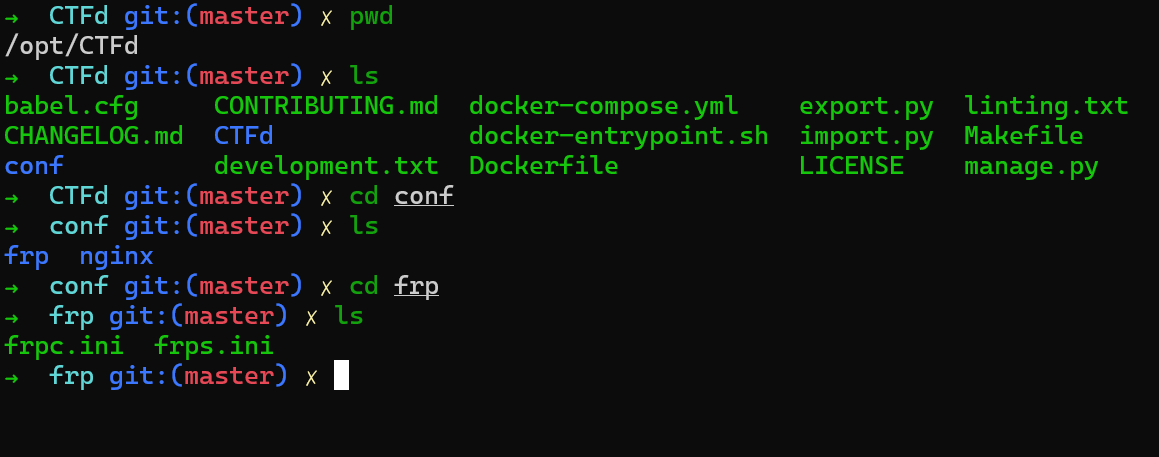 →  CTFd git:(master) ✗ pwd
/opt/CTFd
→  CTFd git:(master) ✗ ls
babel.cfg     CONTRIBUTING.md  docker-compose.yml    export.py  linting.txt
CHANGELOG.md  CTFd             docker-entrypoint.sh  import.py  Makefile
conf          development.txt  Dockerfile            LICENSE    manage.py
→  CTFd git:(master) ✗ cd conf
→  conf git:(master) ✗ ls
frp  nginx
→  conf git:(master) ✗ cd frp
→  frp git:(master) ✗ ls
frpc.ini  frps.ini
→  frp git:(master) ✗